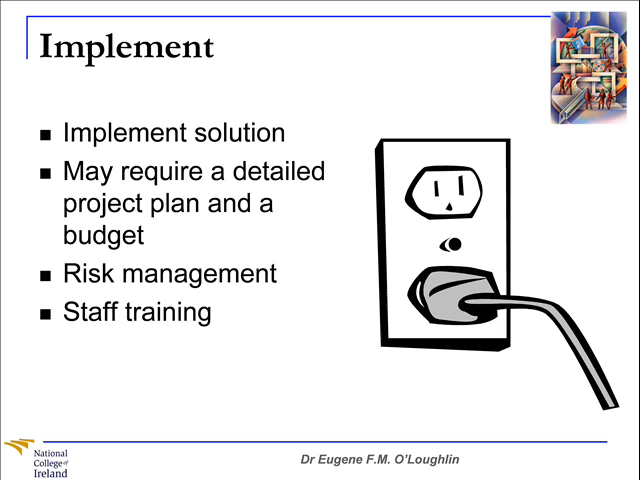 Implement
Implement solution
May require a detailed
project plan and a
budget
Risk management
Staff training
National
College of
Ireland
Dr Eugene F.M. O'Loughlin